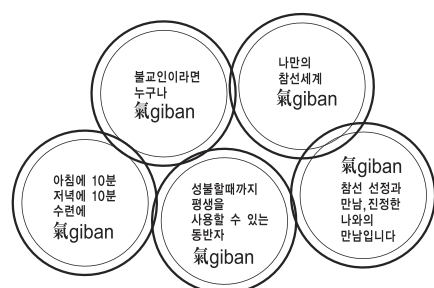 불교인이라면
누구나
氣giban
나만의
참선세계
氣giban
아침에 10분
저녁에 10분
수련에
氣giban
성불할때까지
평생을
사용할 수 있는
동반자
氣giban
氣giban
참선 선정과
만남,진정한
나와의
만남입니다